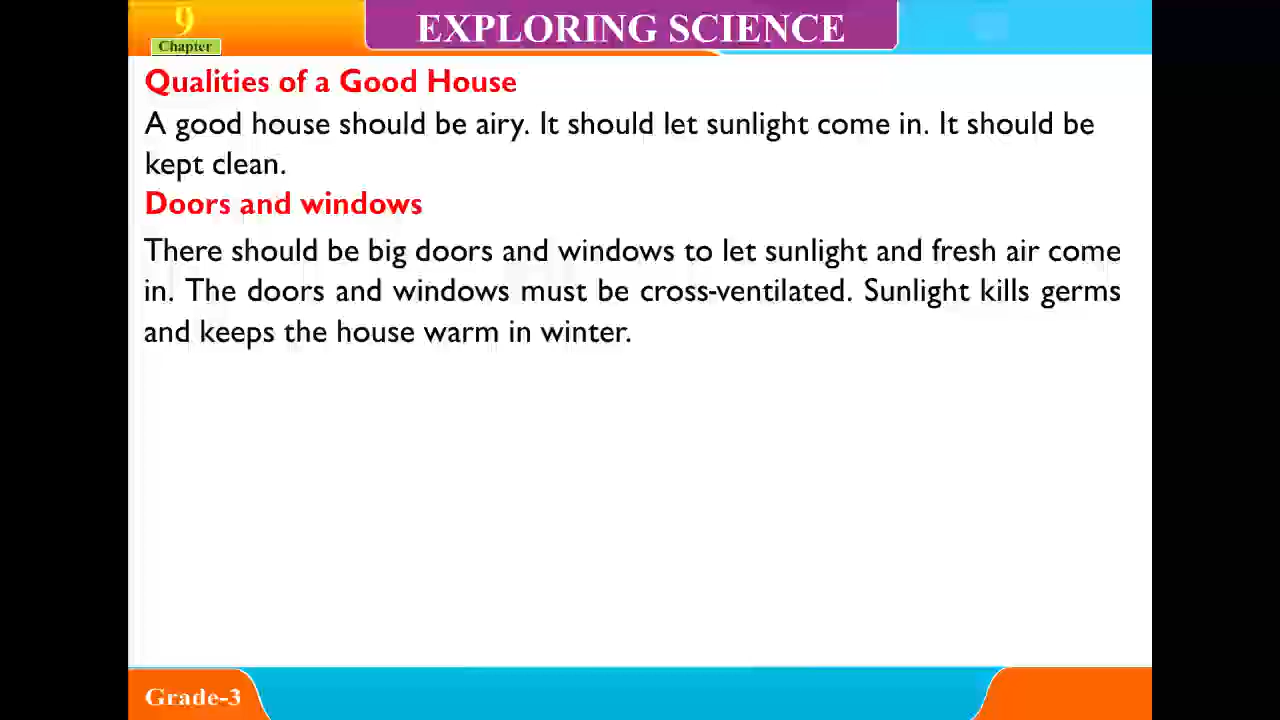 9
Chapter
EXPLORING SCIENCE
Qualities of a Good House
A good house should be airy. It should let sunlight come in. It should be
kept clean.
Doors and windows
There should be big doors and windows to let sunlight and fresh air come
in. The doors and windows must be cross-ventilated. Sunlight kills germs
and keeps the house warm in winter.
Grade-3